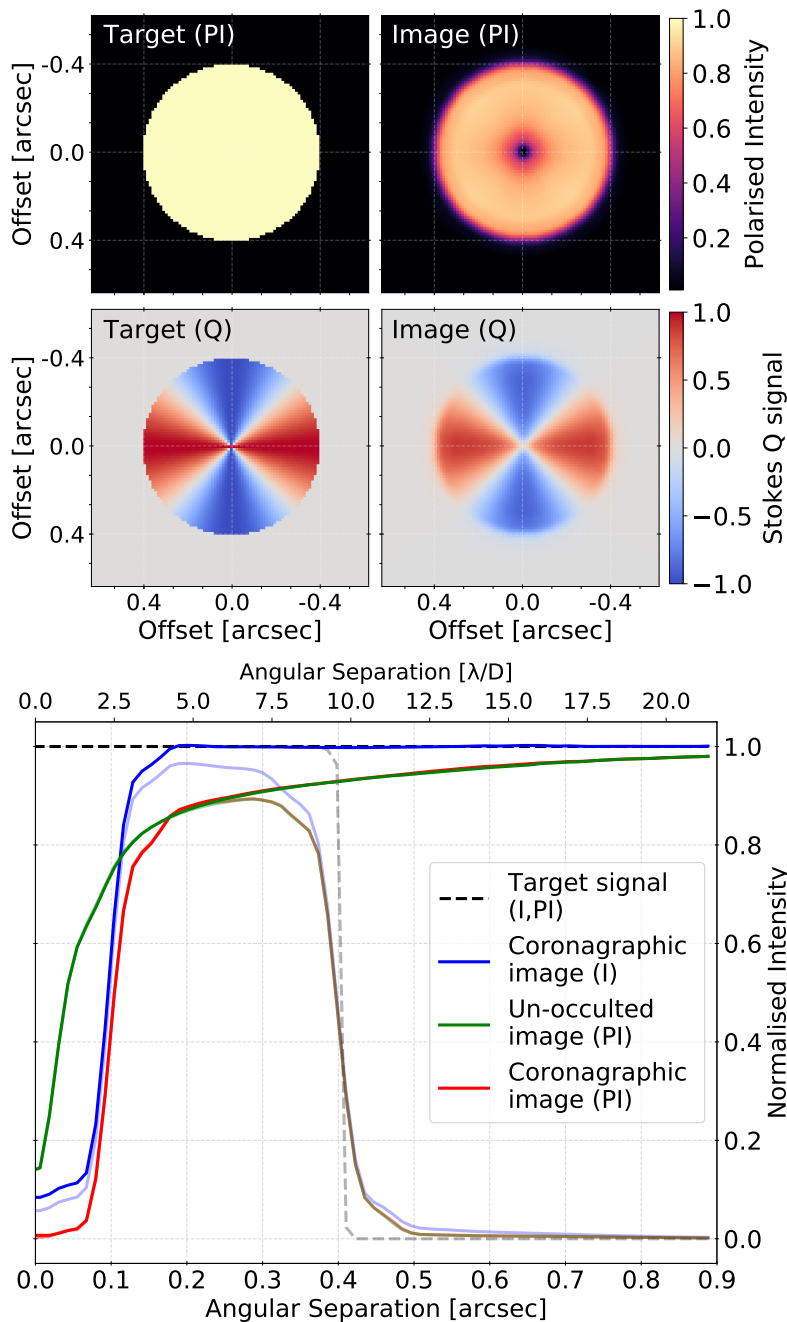 Target (PI)
Image (PI)
-0.4
0.0
0.4
Offset [arcsec]
1.0
0.8
0.6
0.4
0.2
Polarised Intensity
Target (Q)
Image (Q)
-0.4
0.0
0.4
Offset [arcsec]
0.4 0.0 -0.4
0.4 0.0 -0.4
Offset [arcsec]
Offset [arcsec]
1.0
0.5
0.0
−0.5
−1.0
Stokes Q signal
Angular Separation [λ/D]
0.0 2.5 5.0 7.5 10.0 12.5 15.0 17.5 20.0
1.0
0.8
0.6
0.4
0.2
0.0
Normalised Intensity
Target signal
(I,PI)
Coronagraphic
image (I)
Un-occulted
image (PI)
Coronagraphic
image (PI)
0.0 0.1 0.2 0.3 0.4 0.5 0.6 0.7 0.8 0.9
Angular Separation [arcsec]